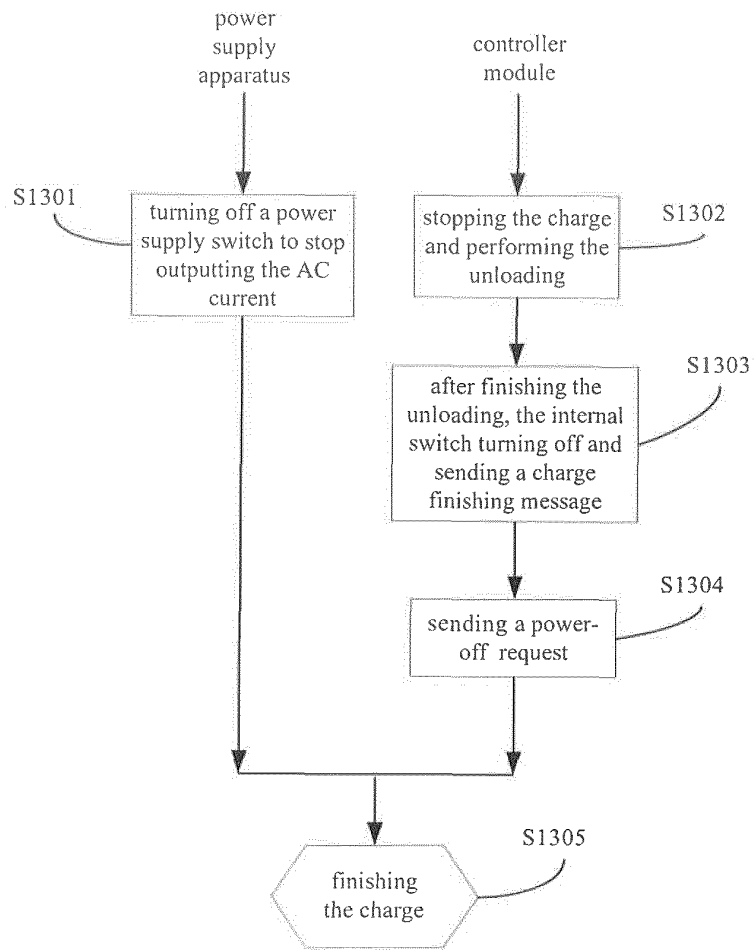 power
supply
apparatus
controller
module
S1301
turning off a power
supply switch to stop
outputting the AC
current
stopping the charge
and performing the
unloading
S1302
after finishing the
unloading, the internal
switch turning off and
sending a charge
finishing message
S1303
sending a power-
off request
S1304
finishing
the charge
S1305